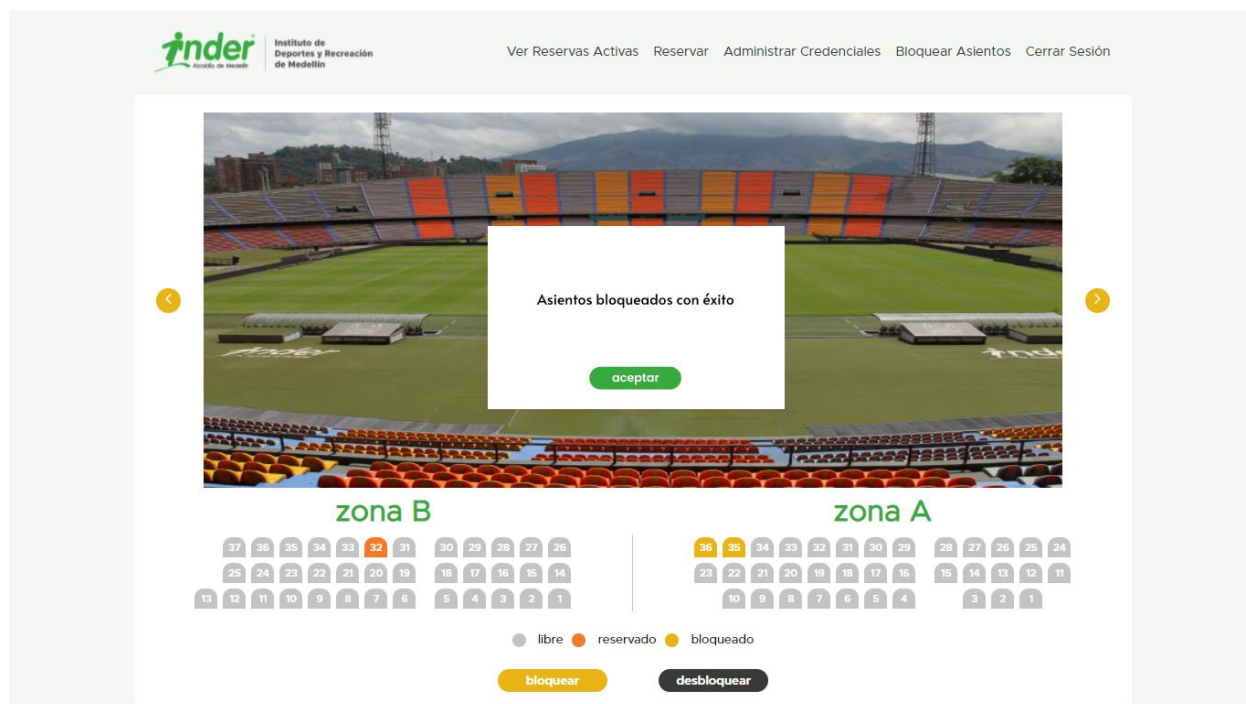 inder
Alcaldía de Medellín
Instituto de
Deportes y Recreación
de Medellín
Ver Reservas Activas Reservar Administrar Credenciales Bloquear Asientos Cerrar Sesión
Asientos bloqueados con éxito
aceptar
inder
zona B
37 36 35 34 33 32 31 30 29 28 27 26
25 24 23 22 21 20 19 18 17 16 15 14
13 12 11 10 9 8 7 6 5 4 3 2 1
zona A
36 35 34 33 32 31 30 29 28 27 26 25 24
23 22 21 20 19 18 17 16 15 14 13 12 11
10 9 8 7 6 5 4 3 2 1
libre reservado bloqueado
bloquear desbloquear